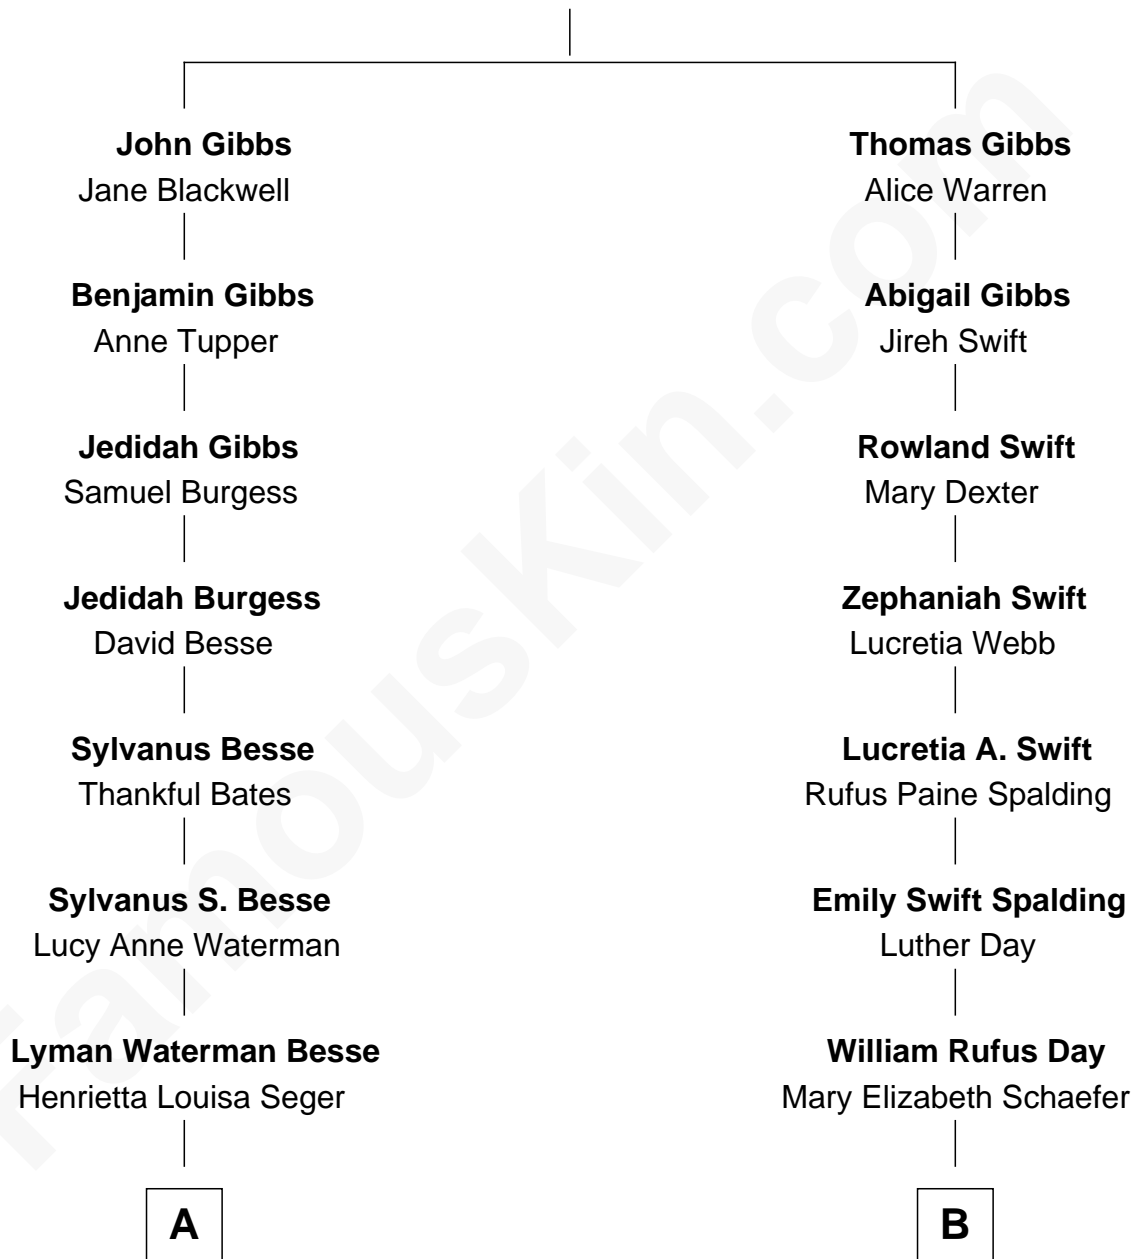 John Gibbs
Jane Blackwell
Benjamin Gibbs
Anne Tupper
Jedidah Gibbs
Samuel Burgess
Jedidah Burgess
David Besse
Sylvanus Besse
Thankful Bates
Sylvanus S. Besse
Lucy Anne Waterman
Lyman Waterman Besse
Henrietta Louisa Seger
A
Thomas Gibbs
Alice Warren
Abigail Gibbs
Jireh Swift
Rowland Swift
Mary Dexter
Zephaniah Swift
Lucretia Webb
Lucretia A. Swift
Rufus Paine Spalding
Emily Swift Spalding
Luther Day
William Rufus Day
Mary Elizabeth Schaefer
B
FamousKin.com